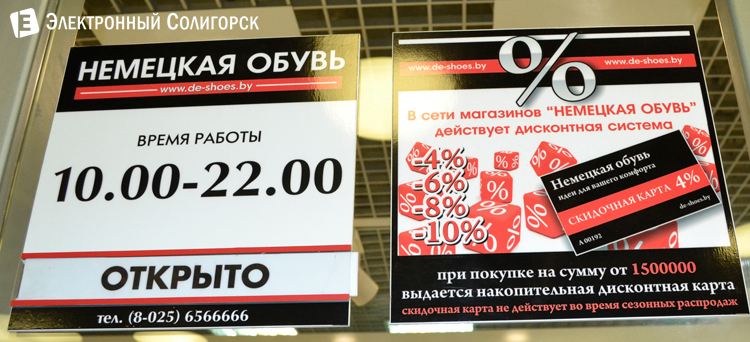 Электронный Солигорск
НЕМЕЦКАЯ ОБУВЬ
www.de-shoes.by
ВРЕМЯ РАБОТЫ
10.00-22.00
ОТКРЫТО
тел. (8-025) 6566666
%
www.de-shoes.by
www.de-shoes.by
В сети магазинов "НЕМЕЦКАЯ ОБУВЬ"
действует дисконтная система
-4%
-6%
-8%
-10%
Немецкая обувь
идеи для вашего комфорта
СКИДОЧНАЯ КАРТА 4%
de-shoes.by
А 00192
при покупке на сумму от 1500000
выдается накопительная дисконтная карта
скидочная карта не действует во время сезонных распродаж